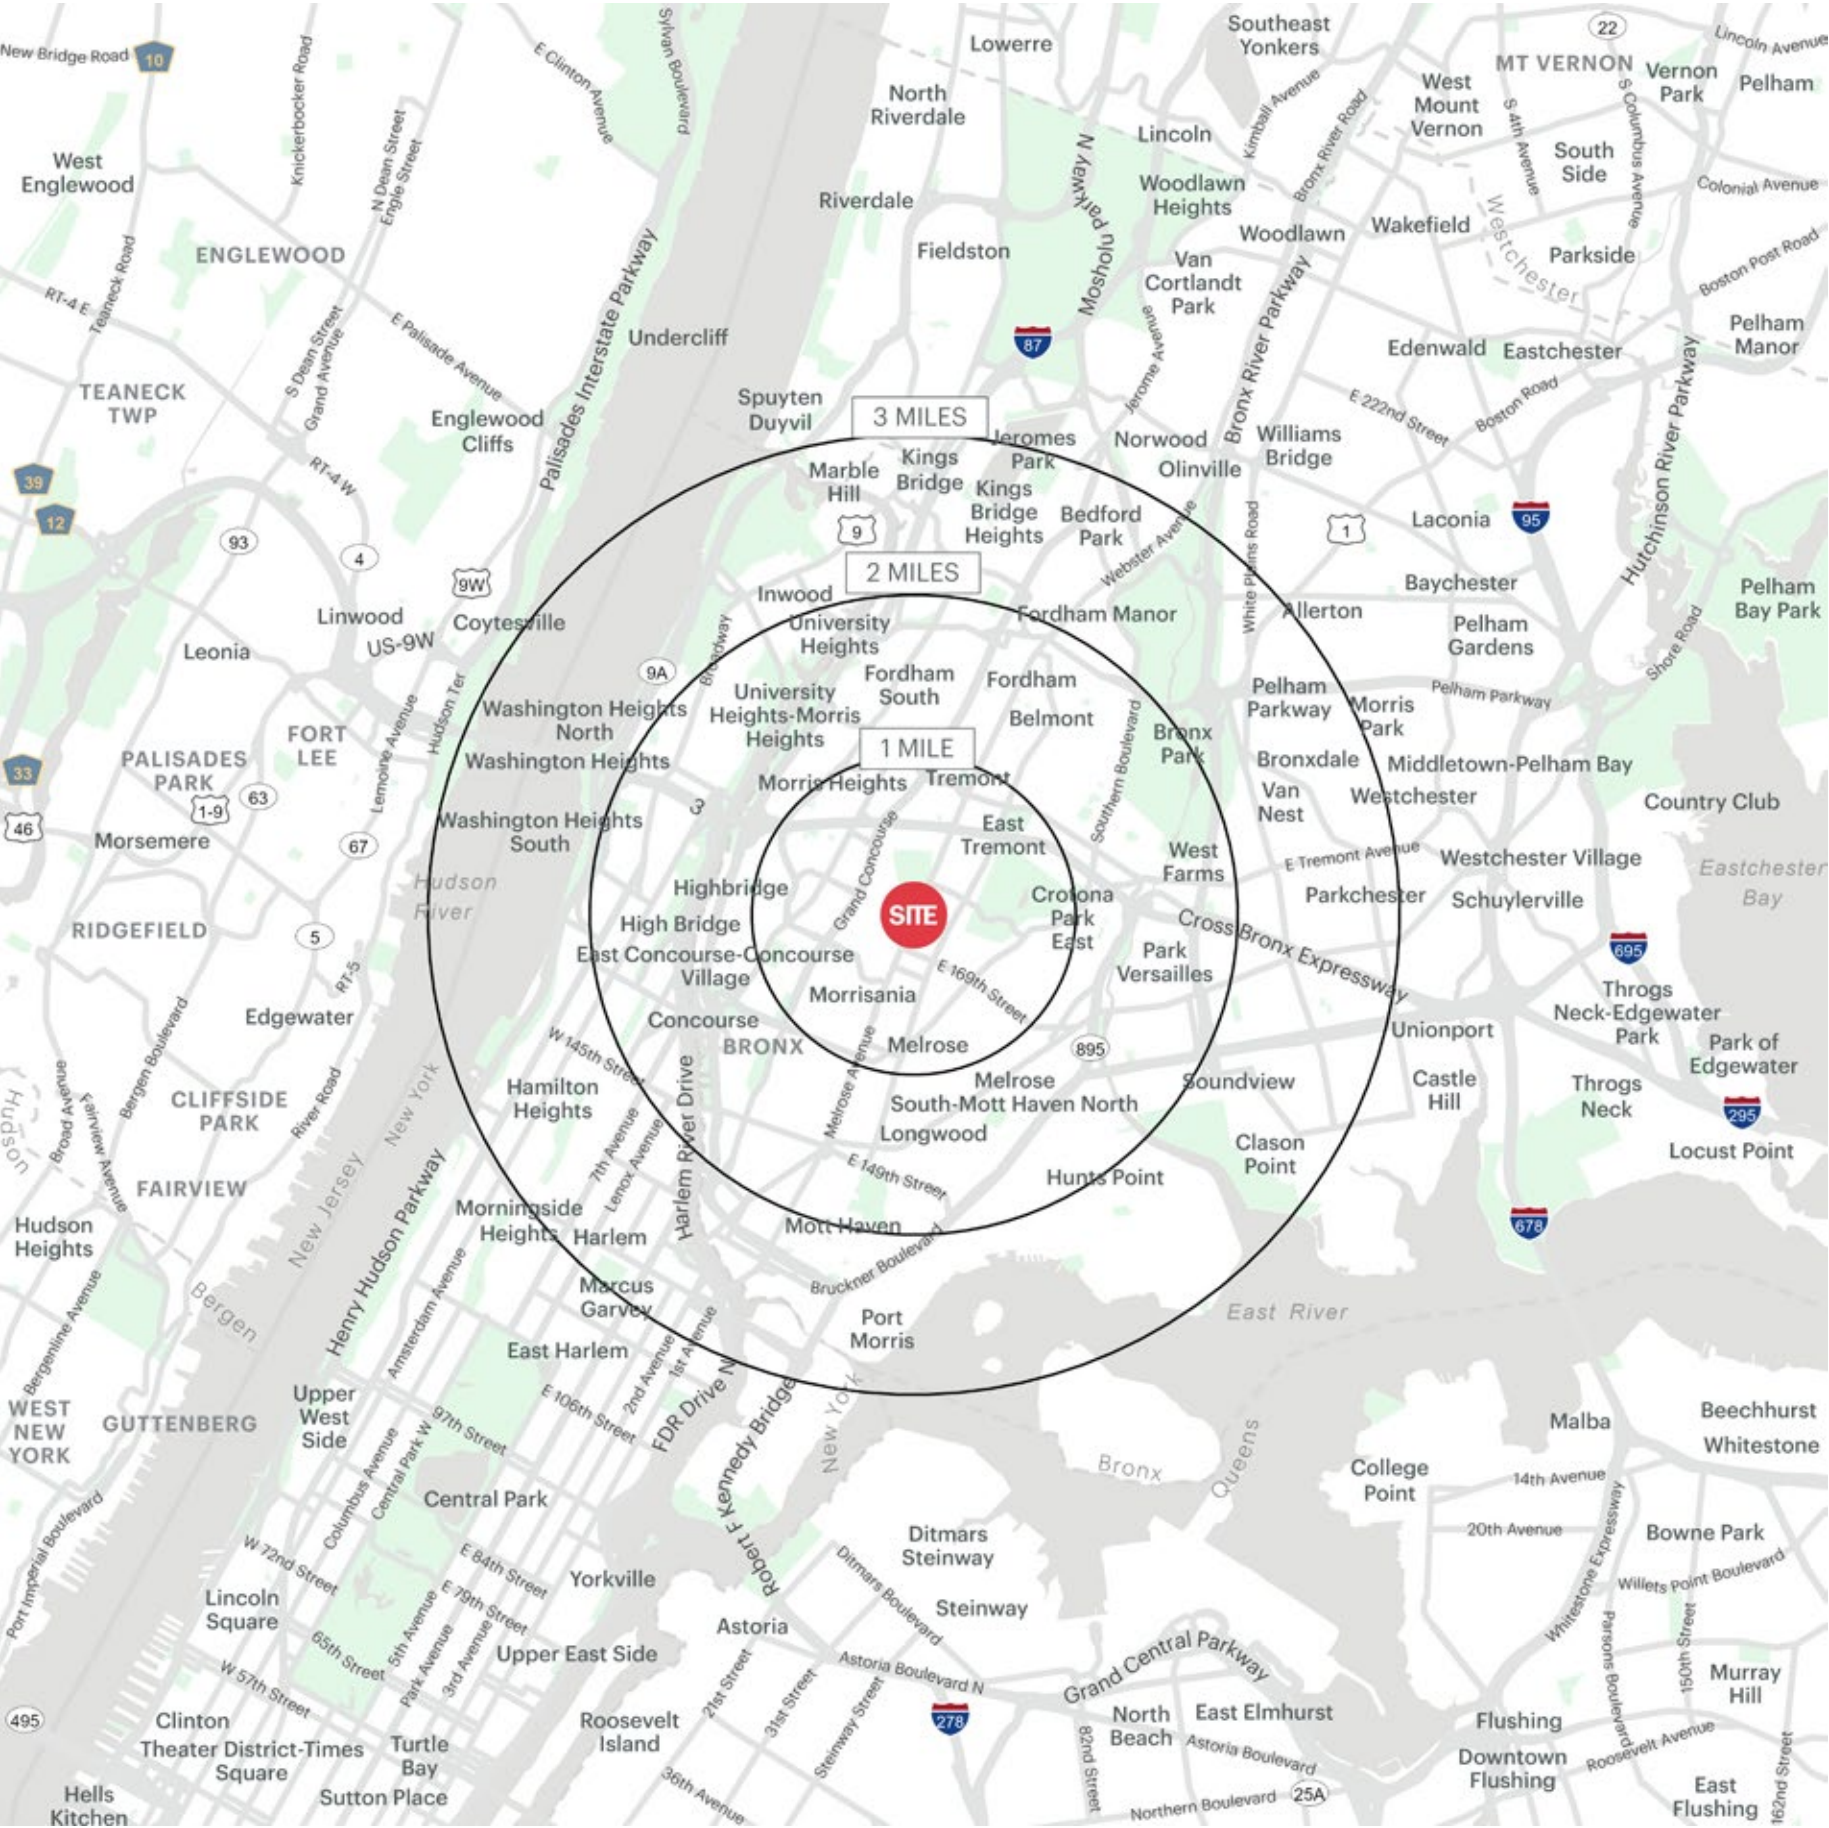 New Bridge Road
10
Knickerbocker Road
E Clinton Avenue
Sylvan Boulevard
Lowerre
Southeast
Yonkers
22
Lincoln Avenue
MT VERNON
Vernon
Park
Pelham
North
Riverdale
West
Mount
Vernon
Kimball Avenue
Bronx River Road
S 4th Avenue
S Columbus Avenue
Lincoln
South
Side
West
Englewood
N Dean Street
Engle Street
Riverdale
Mosholu Parkway N
Woodlawn
Heights
Colonial Avenue
Woodlawn
Wakefield
Westchester
Parkside
Boston Post Road
ENGLEWOOD
Fieldston
Van
Cortlandt
Park
Teaneck Road
RT-4 E
S Dean Street
Grand Avenue
E Palisade Avenue
Palisades Interstate Parkway
Undercliff
87
Jerome Avenue
Bronx River Parkway
Edenwald
Eastchester
Pelham
Manor
TEANECK
TWP
Englewood
Cliffs
Spuyten
Duyvil
3 MILES
E 222nd Street
Boston Road
Hutchinson River Parkway
Jeromes
Park
Norwood
Williams
Bridge
Olinville
Kings
Bridge
Marble
Hill
RT-4 W
39
12
Kings
Bridge
Heights
Bedford
Park
Webster Avenue
White Plains Road
1
Laconia
95
93
4
9
9W
2 MILES
Inwood
Baychester
Pelham
Bay Park
Linwood
US-9W
Coytesville
University
Heights
Fordham Manor
Allerton
Pelham
Gardens
Shore Road
Leonia
Hudson Ter
9A
Broadway
Fordham
South
Fordham
Pelham
Parkway
Pelham Parkway
Washington Heights
North
University
Heights-Morris
Heights
Belmont
Southern Boulevard
Bronx
Park
Morris
Park
FORT
LEE
Lemoine Avenue
PALISADES
PARK
33
1 MILE
Washington Heights
Bronxdale
Middletown-Pelham Bay
Morris Heights
Tremont
Van
Nest
Westchester
Country Club
63
1-9
46
Morsemere
67
Washington Heights
South
3
Grand Concourse
East
Tremont
West
Farms
E Tremont Avenue
Westchester Village
Eastchester
Bay
Hudson
River
Highbridge
SITE
Crotona
Park
East
Parkchester
Schuylerville
RIDGEFIELD
5
High Bridge
Cross Bronx Expressway
695
East Concourse-Concourse
Village
Park
Versailles
RT-5
E 169th Street
Morrisania
Throgs
Neck-Edgewater
Park
Edgewater
Bergen Boulevard
Concourse
BRONX
Melrose
895
Unionport
Park of
Edgewater
W 145th Street
Hudson
Broad Avenue
Fairview Avenue
CLIFFSIDE
PARK
River Road
New York
Hamilton
Heights
Harlem River Drive
Melrose Avenue
Melrose
South-Mott Haven North
Longwood
Soundview
Castle
Hill
Throgs
Neck
295
7th Avenue
Lenox Avenue
Clason
Point
Locust Point
E 149th Street
Hunts Point
FAIRVIEW
New Jersey
Henry Hudson Parkway
Morningside
Heights
Harlem
Mott Haven
Bruckner Boulevard
678
Hudson
Heights
Bergenline Avenue
Bergen
Amsterdam Avenue
Marcus
Garvey
Port
Morris
East River
East Harlem
1st Avenue
2nd Avenue
FDR Drive N
E 106th Street
Upper
West
Side
97th Street
WEST
NEW
YORK
GUTTENBERG
Robert F Kennedy Bridge
New York
Bronx
Queens
Malba
Beechhurst
Whitestone
Columbus Avenue
Central Park W
Central Park
College
Point
14th Avenue
20th Avenue
Bowne Park
Port Imperial Boulevard
W 72nd Street
E 84th Street
E 79th Street
Yorkville
Ditmars
Steinway
Ditmars Boulevard
Steinway
Whitestone Expressway
Willets Point Boulevard
Lincoln
Square
65th Street
5th Avenue
Park Avenue
3rd Avenue
Upper East Side
Astoria
Astoria Boulevard N
Grand Central Parkway
Parsons Boulevard
150th Street
Murray
Hill
W 57th Street
21st Street
31st Street
Steinway Street
278
495
Clinton
Theater District-Times
Square
Turtle
Bay
Roosevelt
Island
North
Beach
East Elmhurst
Astoria Boulevard
82nd Street
Flushing
Downtown
Flushing
Roosevelt Avenue
162nd Street
Hells
Kitchen
Sutton Place
36th Avenue
Northern Boulevard
25A
East
Flushing